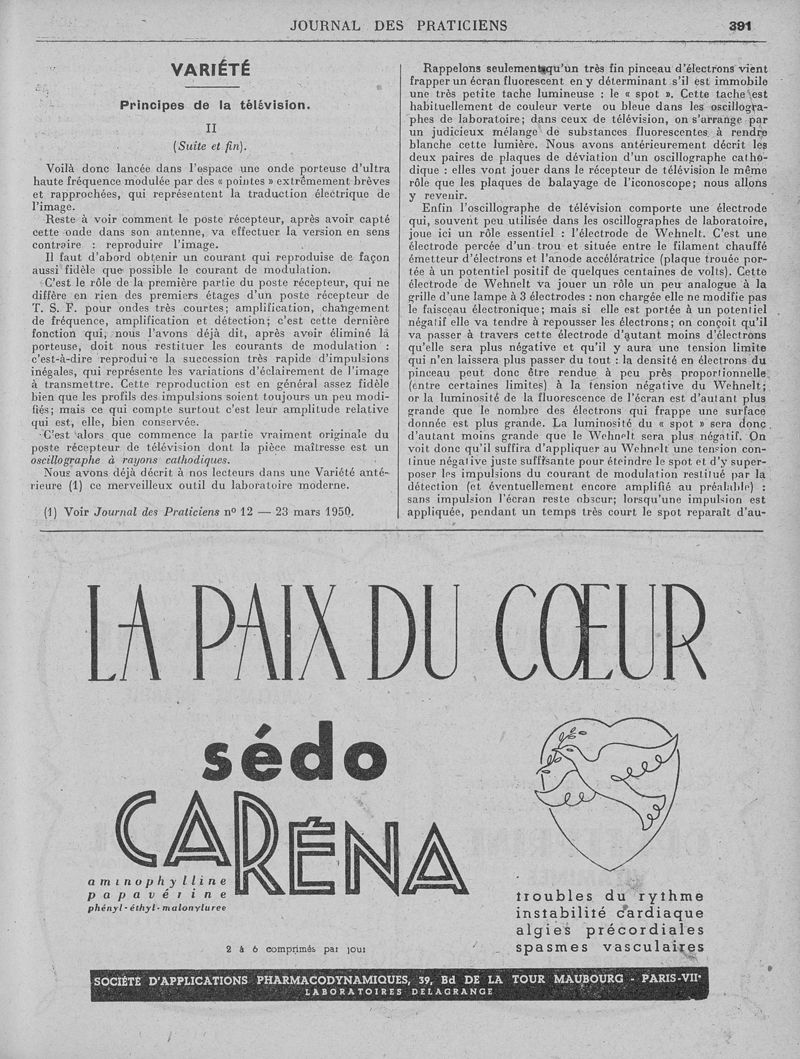 JOURNAL DES PRATICIENS 391
VARIÉTÉ
Principes de la télévision.
II
(Suite et fin).
Voilà donc lancée dans l'espace une onde porteuse d'ultra
haute fréquence modulée par des « pointes » extrêmement brèves
et rapprochées, qui représentent la traduction électrique de
l'image.
Reste à voir comment le poste récepteur, après avoir capté
cette onde dans son antenne, va effectuer la version en sens
contraire : reproduire l'image.
Il faut d'abord obtenir un courant qui reproduise de façon
aussi fidèle que possible le courant de modulation.
C'est le rôle de la première partie du poste récepteur, qui ne
diffère en rien des premiers étages d'un poste récepteur de
T. S. F. pour ondes très courtes; amplification, changement
de fréquence, amplification et détection; c'est cette dernière
fonction qui, nous l'avons déjà dit, après avoir éliminé la
porteuse, doit nous restituer les courants de modulation :
c'est-à-dire reproduire la succession très rapide d'impulsions
inégales, qui représente les variations d'éclairement de l'image
à transmettre. Cette reproduction est en général assez fidèle
bien que les profils des impulsions soient toujours un peu modi-
fiés; mais ce qui compte surtout c'est leur amplitude relative
qui est, elle, bien conservée.
C'est alors que commence la partie vraiment originale du
poste récepteur de télévision dont la pièce maîtresse est un
oscillographe à rayons cathodiques.
Nous avons déjà décrit à nos lecteurs dans une Variété anté-
rieure (1) ce merveilleux outil du laboratoire moderne.
(1) Voir Journal des Praticiens n° 12 — 23 mars 1950.
Rappelons seulement qu'un très fin pinceau d'électrons vient
frapper un écran fluorescent en y déterminant s'il est immobile
une très petite tache lumineuse : le « spot ». Cette tache est
habituellement de couleur verte ou bleue dans les oscillogra-
phes de laboratoire; dans ceux de télévision, on s'arrange par
un judicieux mélange de substances fluorescentes à rendre
blanche cette lumière. Nous avons antérieurement décrit les
deux paires de plaques de déviation d'un oscillographe catho-
dique : elles vont jouer dans le récepteur de télévision le même
rôle que les plaques de balayage de l'iconoscope; nous allons
y revenir.
Enfin l'oscillographe de télévision comporte une électrode
qui, souvent peu utilisée dans les oscillographes de laboratoire,
joue ici un rôle essentiel : l'électrode de Wehnelt. C'est une
électrode percée d'un trou et située entre le filament chauffé
émetteur d'électrons et l'anode accélératrice (plaque trouée por-
tée à un potentiel positif de quelques centaines de volts). Cette
électrode de Wehnelt va jouer un rôle un peu analogue à la
grille d'une lampe à 3 électrodes : non chargée elle ne modifie pas
le faisceau électronique; mais si elle est portée à un potentiel
négatif elle va tendre à repousser les électrons; on conçoit qu'il
va passer à travers cette électrode d'autant moins d'électrons
qu'elle sera plus négative et qu'il y aura une tension limite
qui n'en laissera plus passer du tout : la densité en électrons du
pinceau peut donc être rendue à peu près proportionnelle
(entre certaines limites) à la tension négative du Wehnelt;
or la luminosité de la fluorescence de l'écran est d'autant plus
grande que le nombre des électrons qui frappe une surface
donnée est plus grande. La luminosité du « spot » sera donc
d'autant moins grande que le Wehnelt sera plus négatif. On
voit donc qu'il suffira d'appliquer au Wehnelt une tension con-
tinue négative juste suffisante pour éteindre le spot et d'y super-
poser les impulsions du courant de modulation restitué par la
détection (et éventuellement encore amplifié au préalable) :
sans impulsion l'écran reste obscur; lorsqu'une impulsion est
appliquée, pendant un temps très court le spot reparaît d'au-
LA PAIX DU CŒUR
sédo
CARÉNA
aminophylline
papavérine
phényl-éthyl-malonyluree
2 à 6 comprimés par jour
troubles du rythme
instabilité cardiaque
algies précordiales
spasmes vasculaires
SOCIÉTÉ D'APPLICATIONS PHARMACODYNAMIQUES, 39, Bd DE LA TOUR MAUBOURG - PARIS-VIIe
LABORATOIRES DELAGRANGE